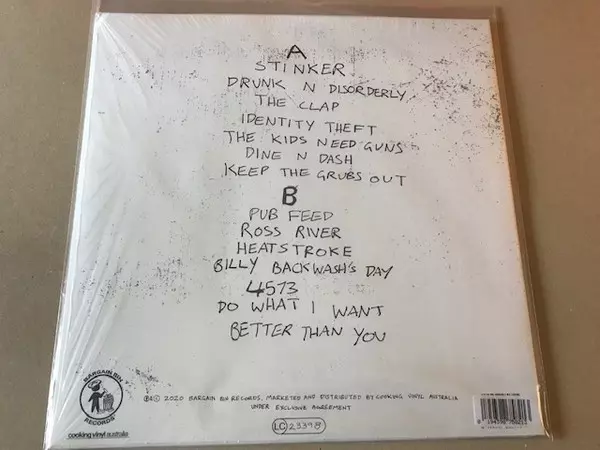 A
STINKER
DRUNK N DISORDERLY
THE CLAP
IDENTITY THEFT
THE KIDS NEED GUNS
DINE N DASH
KEEP THE GRUBS OUT
B
PUB FEED
ROSS RIVER
HEATSTROKE
BILLY BACKWASH'S DAY
4573
DO WHAT I WANT
BETTER THAN YOU
BARGAIN BIN
RECORDS
cooking vinyl australia
℗© 2020 BARGAIN BIN RECORDS, MARKETED AND DISTRIBUTED BY COOKING VINYL AUSTRALIA
UNDER EXCLUSIVE AGREEMENT
LC 23398